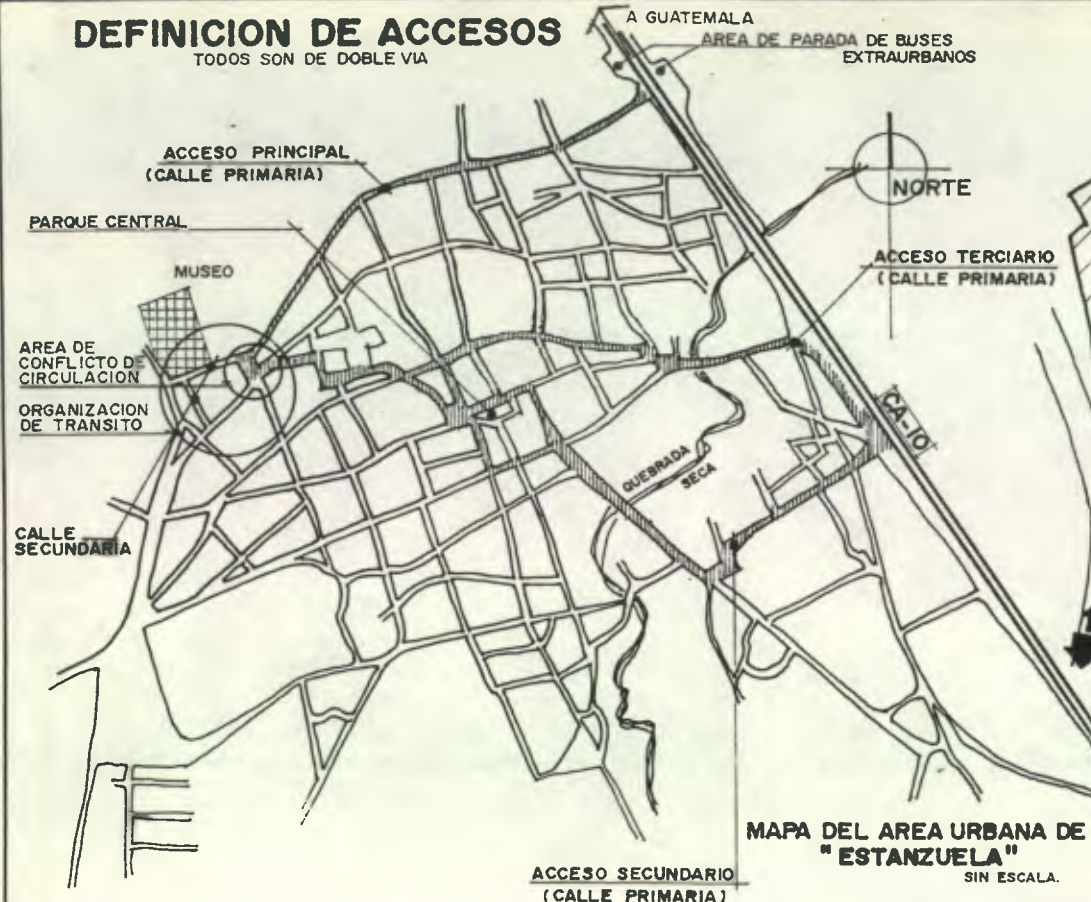 DEFINICION DE ACCESOS
TODOS SON DE DOBLE VIA
A GUATEMALA
AREA DE PARADA DE BUSES
EXTRAURBANOS
ACCESO PRINCIPAL
(CALLE PRIMARIA)
NORTE
PARQUE CENTRAL
ACCESO TERCIARIO
(CALLE PRIMARIA)
MUSEO
AREA DE
CONFLICTO DE
CIRCULACION
ORGANIZACION
DE TRANSITO
CA-10
QUEBRADA
SECA
CALLE
SECUNDARIA
MAPA DEL AREA URBANA DE
"ESTANZUELA"
SIN ESCALA.
ACCESO SECUNDARIO
(CALLE PRIMARIA)